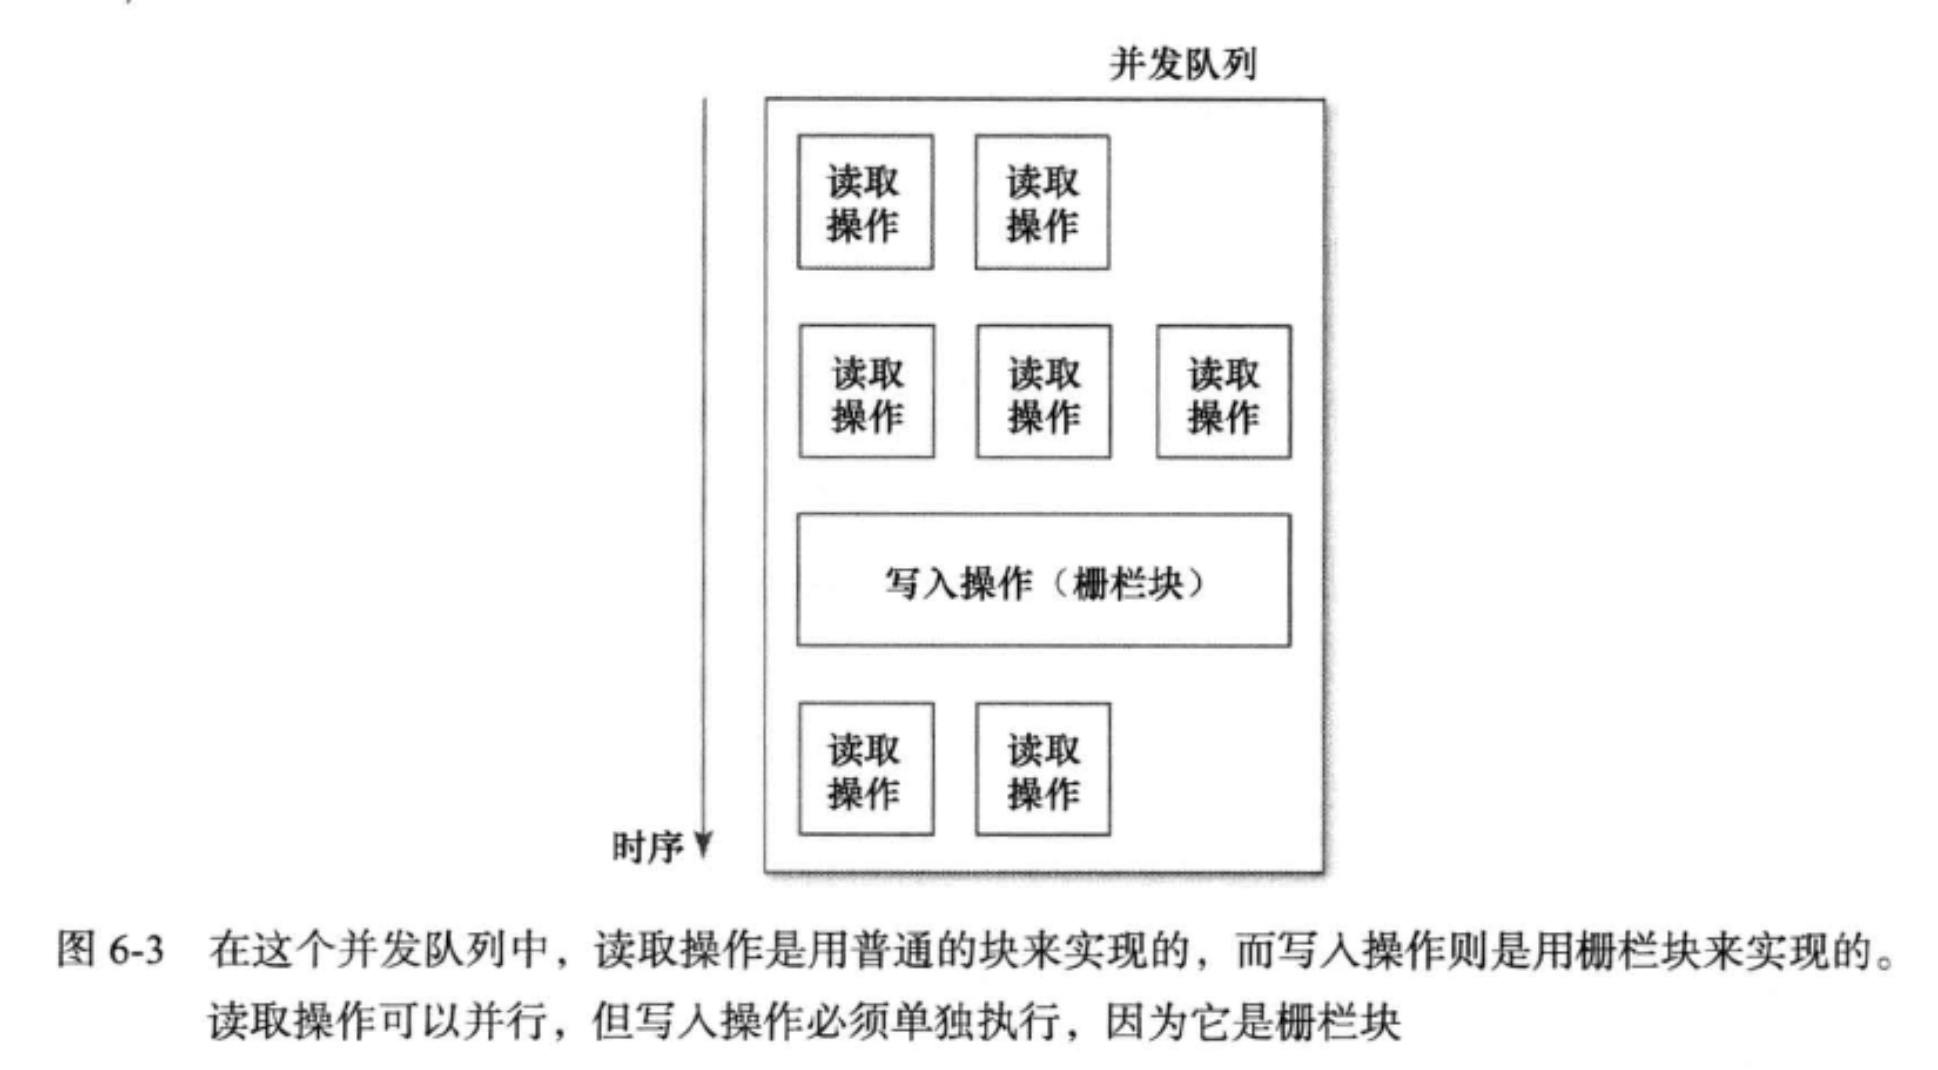 并发队列
读取 读取
操作 操作
读取 读取 读取
操作 操作 操作
写入操作（栅栏块）
读取 读取
操作 操作
时序
图 6-3 在这个并发队列中，读取操作是用普通的块来实现的，而写入操作则是用栅栏块来实现的。
读取操作可以并行，但写入操作必须单独执行，因为它是栅栏块